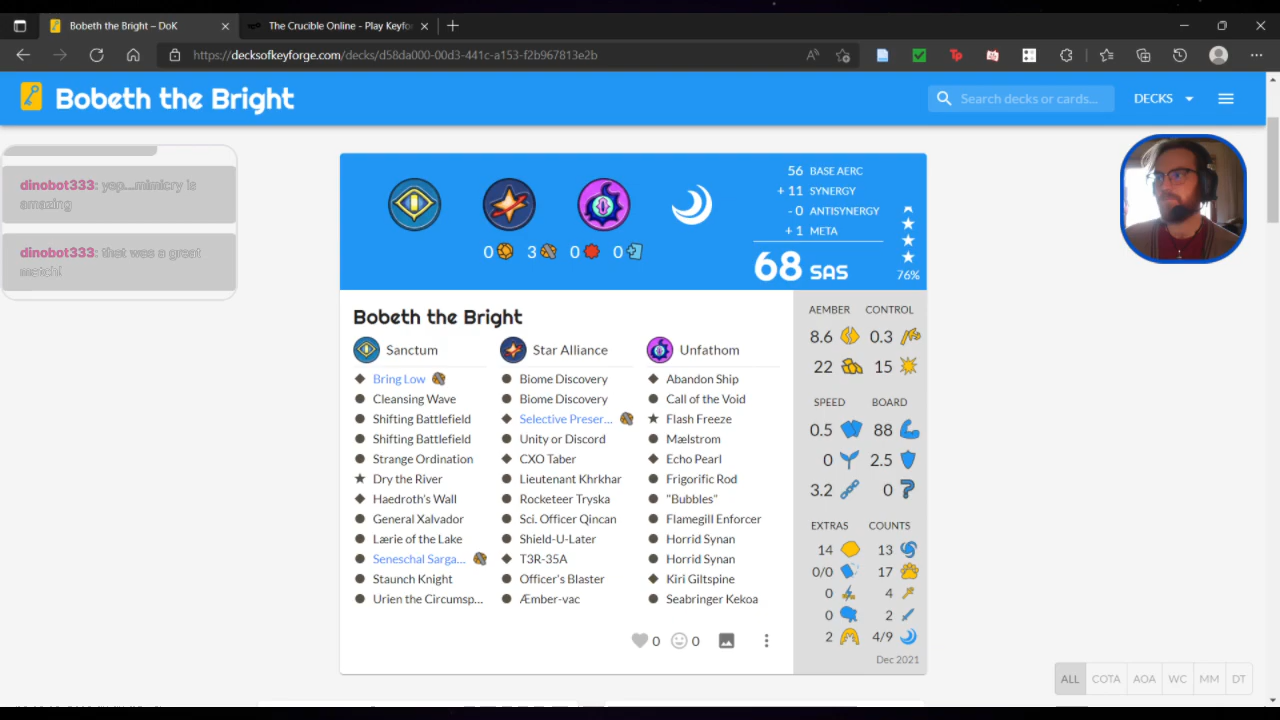 Bobeth the Bright – DoK
The Crucible Online - Play Keyfor
https://decksofkeyforge.com/decks/d58da000-00d3-441c-a153-f2b967813e2b
Bobeth the Bright
Search decks or cards...
DECKS
dinobot333: yep...mimicry is
amazing
dinobot333: that was a great
match!
0 3 0 0
56 BASE AERC
+ 11 SYNERGY
- 0 ANTISYNERGY
+ 1 META
68 SAS
76%
Bobeth the Bright
Sanctum
Bring Low
Cleansing Wave
Shifting Battlefield
Shifting Battlefield
Strange Ordination
Dry the River
Haedroth's Wall
General Xalvador
Lærie of the Lake
Seneschal Sarga...
Staunch Knight
Urien the Circumsp...
Star Alliance
Biome Discovery
Biome Discovery
Selective Preser...
Unity or Discord
CXO Taber
Lieutenant Khrkhar
Rocketeer Tryska
Sci. Officer Qincan
Shield-U-Later
T3R-35A
Officer's Blaster
Æmber-vac
Unfathom
Abandon Ship
Call of the Void
Flash Freeze
Mælstrom
Echo Pearl
Frigorific Rod
"Bubbles"
Flamegill Enforcer
Horrid Synan
Horrid Synan
Kiri Giltspine
Seabringer Kekoa
0 0
AEMBER CONTROL
8.6 0.3
22 15
SPEED BOARD
0.5 88
0 2.5
3.2 0
EXTRAS COUNTS
14 13
0/0 17
0 4
0 2
2 4/9
Dec 2021
ALL COTA AOA WC MM DT